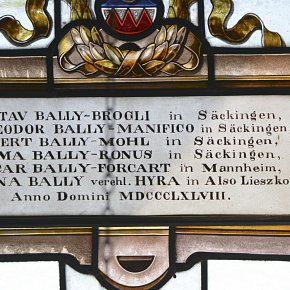 TAV BALLY-BROGLI in Säckingen,
EODOR BALLY-MANIFICO in Säckingen
ERT BALLY-MOHL in Säckingen,
MA BALLY-RONUS in Säckingen,
AR BALLY-FORCART in Mannheim,
NA BALLY verehl. HYRA in Also Lieszko
Anno Domini MDCCCLXLVIII.